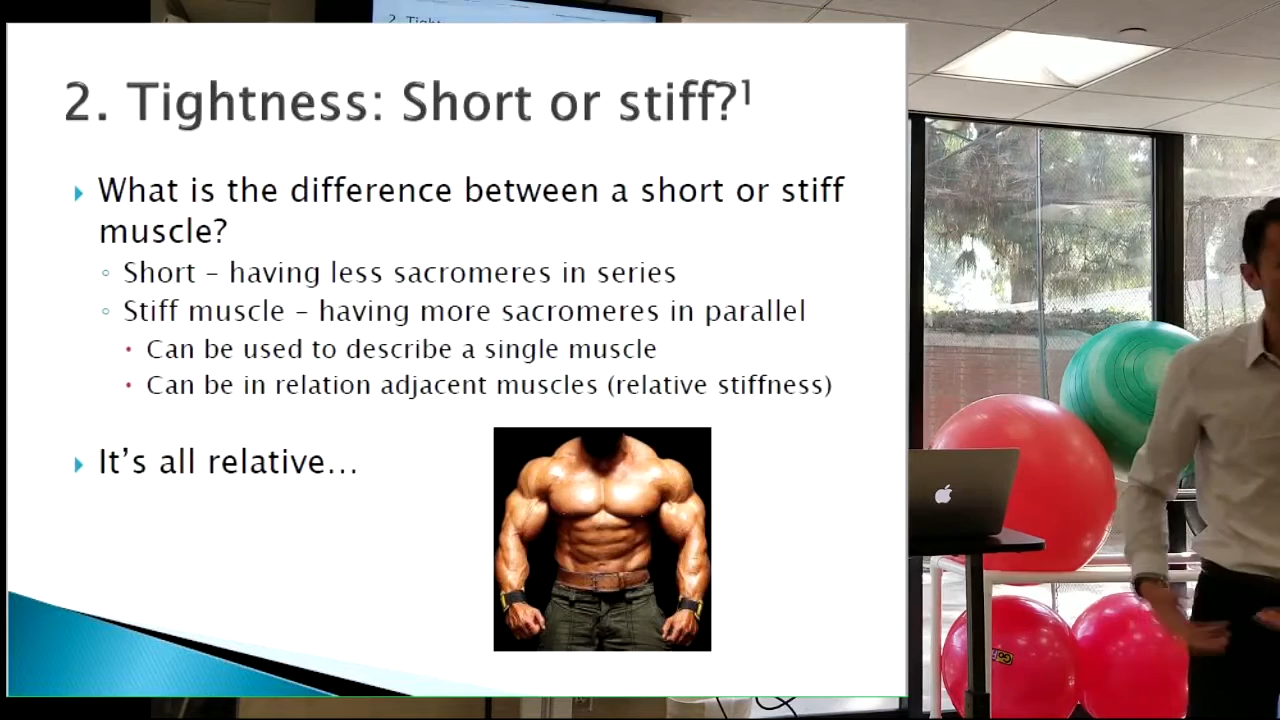 2. Tight
2. Tightness: Short or stiff?¹
What is the difference between a short or stiff
muscle?
Short – having less sacromeres in series
Stiff muscle – having more sacromeres in parallel
Can be used to describe a single muscle
Can be in relation adjacent muscles (relative stiffness)
It's all relative…